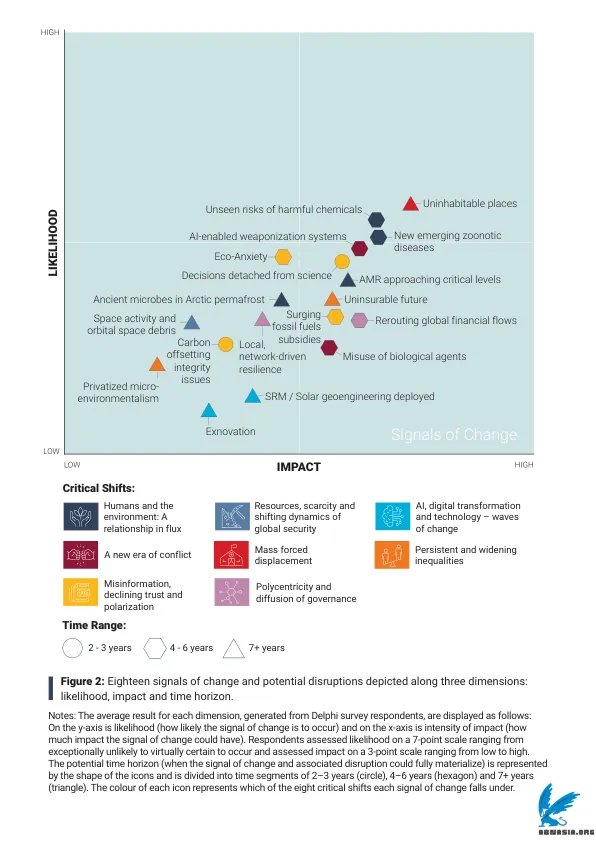 HIGH
LIKELIHOOD
Unseen risks of harmful chemicals
Uninhabitable places
AI-enabled weaponization systems
New emerging zoonotic
diseases
Eco-Anxiety
Decisions detached from science
AMR approaching critical levels
Ancient microbes in Arctic permafrost
Uninsurable future
Space activity and
orbital space debris
Surging
fossil fuels
subsidies
Rerouting global financial flows
Carbon
offsetting
integrity
issues
Local,
network-driven
resilience
Misuse of biological agents
Privatized micro-
environmentalism
SRM / Solar geoengineering deployed
Exnovation
Signals of Change
LOW
LOW
IMPACT
HIGH
Critical Shifts:
Humans and the
environment: A
relationship in flux
Resources, scarcity and
shifting dynamics of
global security
AI, digital transformation
and technology – waves
of change
A new era of conflict
Mass forced
displacement
Persistent and widening
inequalities
Misinformation,
declining trust and
polarization
Polycentricity and
diffusion of governance
Time Range:
2 - 3 years
4 - 6 years
7+ years
Figure 2: Eighteen signals of change and potential disruptions depicted along three dimensions:
likelihood, impact and time horizon.
Notes: The average result for each dimension, generated from Delphi survey respondents, are displayed as follows:
On the y-axis is likelihood (how likely the signal of change is to occur) and on the x-axis is intensity of impact (how
much impact the signal of change could have). Respondents assessed likelihood on a 7-point scale ranging from
exceptionally unlikely to virtually certain to occur and assessed impact on a 3-point scale ranging from low to high.
The potential time horizon (when the signal of change and associated disruption could fully materialize) is represented
by the shape of the icons and is divided into time segments of 2–3 years (circle), 4–6 years (hexagon) and 7+ years
(triangle). The colour of each icon represents which of the eight critical shifts each signal of change falls under.
ABNASIA.ORG